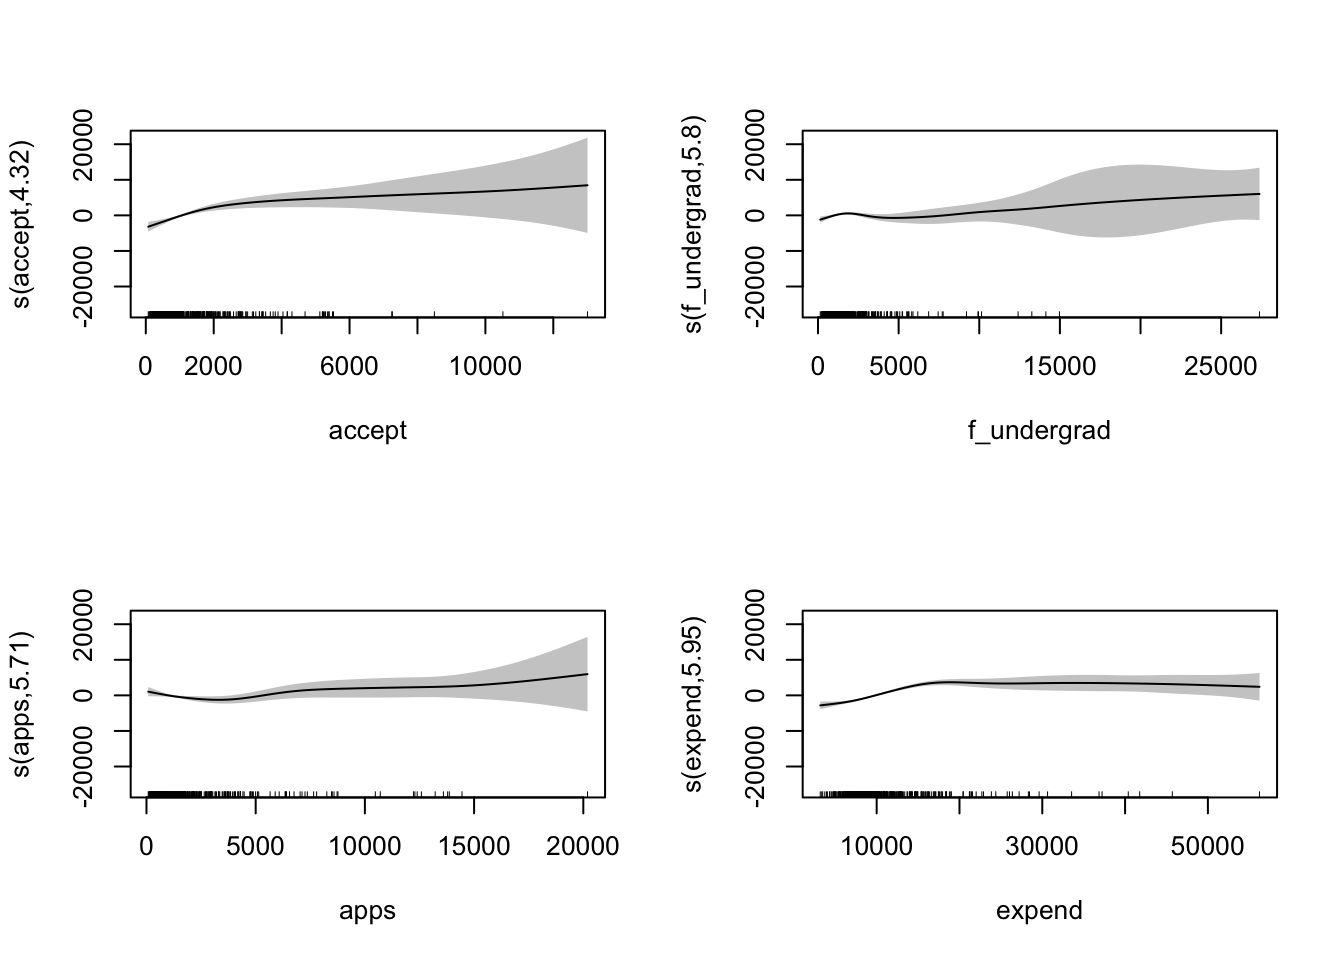 s(accept,4.32)
20000
0
-20000
0 2000 6000 10000
accept
s(f_undergrad,5.8)
20000
0
-20000
0 5000 15000 25000
f_undergrad
s(apps,5.71)
20000
0
-20000
0 5000 10000 15000 20000
apps
s(expend,5.95)
20000
0
-20000
10000 30000 50000
expend